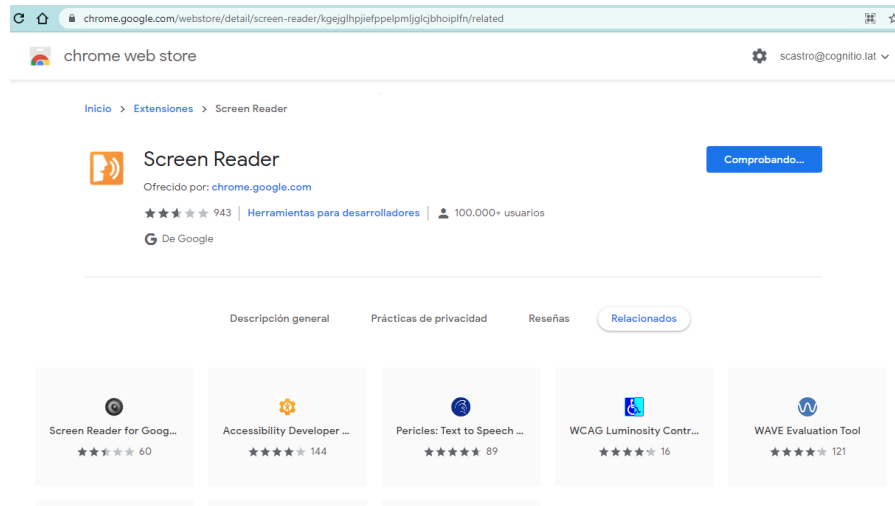 chrome.google.com/webstore/detail/screen-reader/kgejglhpjiefppelpmljglcjbhoiplfn/related
chrome web store
scastro@cognitio.lat
Inicio > Extensiones > Screen Reader
Screen Reader
Comprobando...
Ofrecido por: chrome.google.com
943 | Herramientas para desarrolladores | 100.000+ usuarios
G De Google
Descripción general Prácticas de privacidad Reseñas Relacionados
Screen Reader for Goog... Accessibility Developer ... Pericles: Text to Speech ... WCAG Luminosity Contr... WAVE Evaluation Tool
60 144 89 16 121